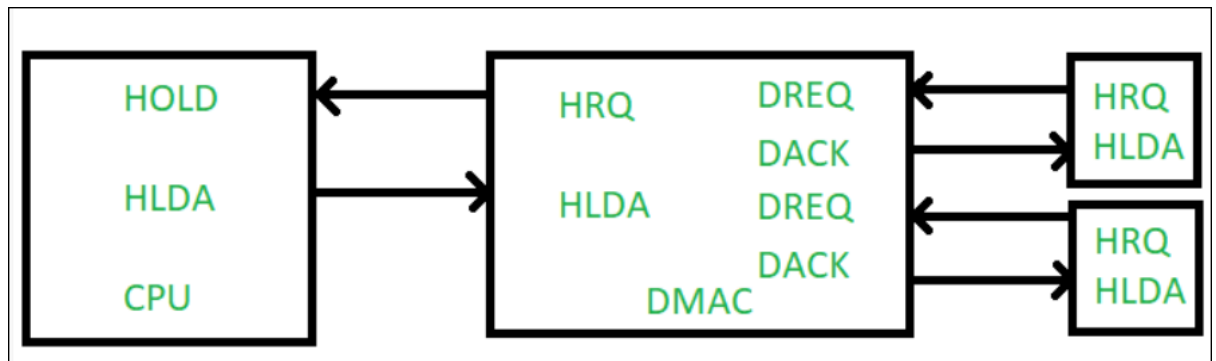 HOLD
HLDA
CPU
HRQ
HLDA
DREQ
DACK
DREQ
DACK
DMAC
HRQ
HLDA
HRQ
HLDA